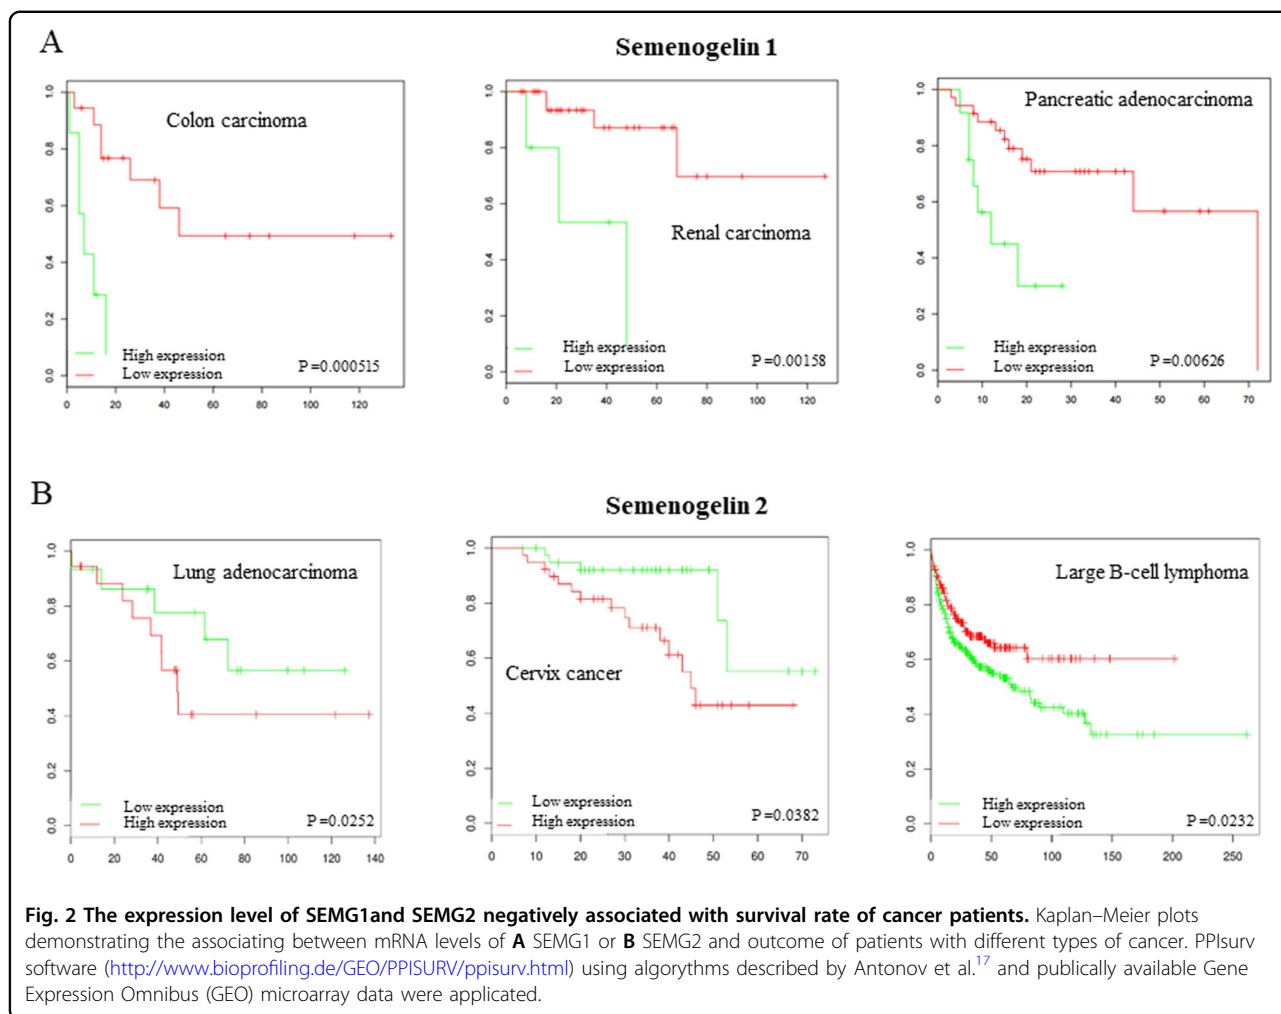 A
Semenogelin 1
Colon carcinoma
1.0
0.8
0.6
0.4
0.2
0.0
High expression
Low expression
P=0.000515
0 20 40 60 80 100 120
Renal carcinoma
1.0
0.8
0.6
0.4
0.2
0.0
High expression
Low expression
P=0.00158
0 20 40 60 80 100 120
Pancreatic adenocarcinoma
1.0
0.8
0.6
0.4
0.2
0.0
High expression
Low expression
P=0.00626
0 10 20 30 40 50 60 70
B
Semenogelin 2
Lung adenocarcinoma
1.0
0.8
0.6
0.4
0.2
0.0
Low expression
High expression
P=0.0252
0 20 40 60 80 100 120 140
Cervix cancer
1.0
0.8
0.6
0.4
0.2
0.0
Low expression
High expression
P=0.0382
0 10 20 30 40 50 60 70
Large B-cell lymphoma
1.0
0.8
0.6
0.4
0.2
0.0
High expression
Low expression
P=0.0232
0 50 100 150 200 250
Fig. 2 The expression level of SEMG1and SEMG2 negatively associated with survival rate of cancer patients. Kaplan–Meier plots
demonstrating the associating between mRNA levels of A SEMG1 or B SEMG2 and outcome of patients with different types of cancer. PPIsurv
software (http://www.bioprofiling.de/GEO/PPISURV/ppisurv.html) using algorythms described by Antonov et al.17 and publically available Gene
Expression Omnibus (GEO) microarray data were applicated.